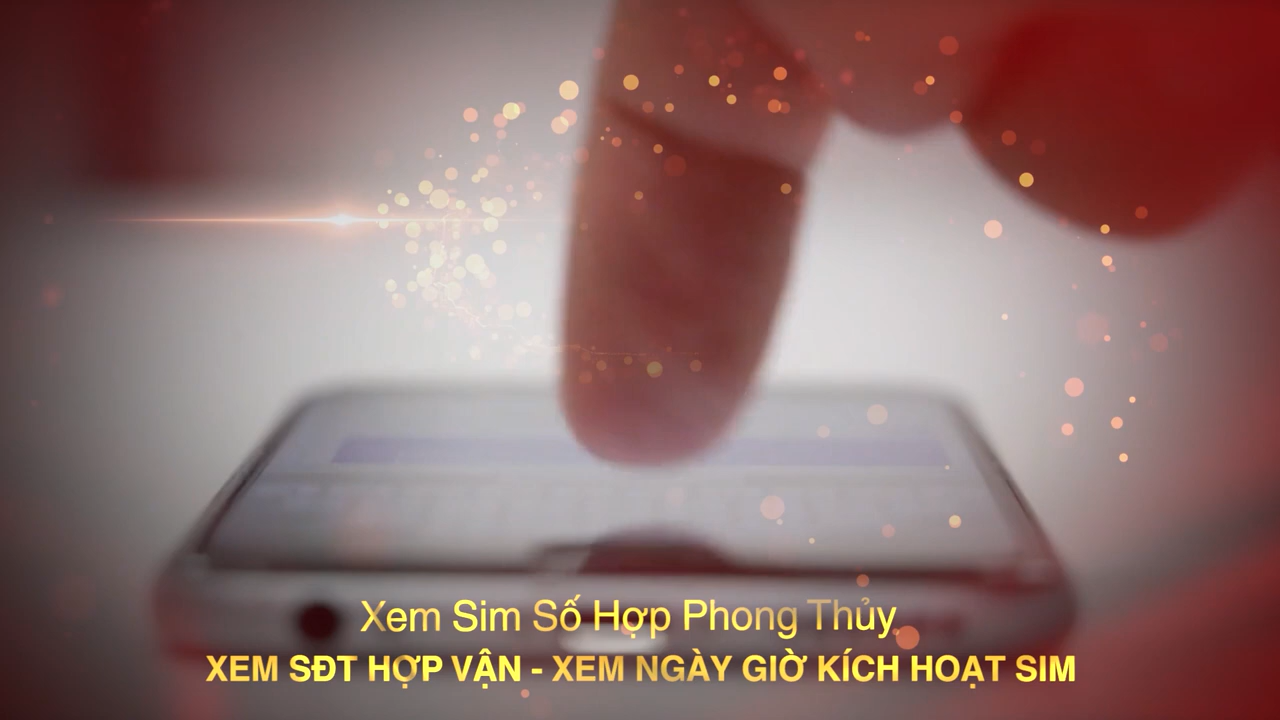 Xem Sim Số Hợp Phong Thủy
XEM SĐT HỢP VẬN - XEM NGÀY GIỜ KÍCH HOẠT SIM